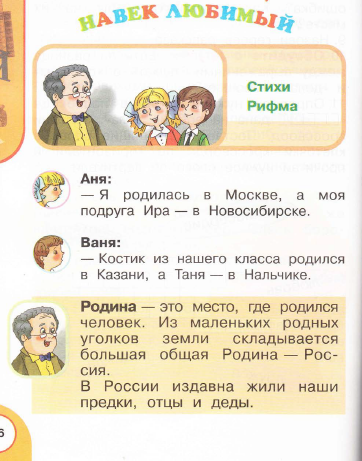 НАВЕК ЛЮБИМЫЙ
Стихи
Рифма
Аня:
— Я родилась в Москве, а моя
подруга Ира — в Новосибирске.
Ваня:
— Костик из нашего класса родился
в Казани, а Таня — в Нальчике.
Родина — это место, где родился
человек. Из маленьких родных
уголков земли складывается
большая общая Родина — Рос-
сия.
В России издавна жили наши
предки, отцы и деды.
6